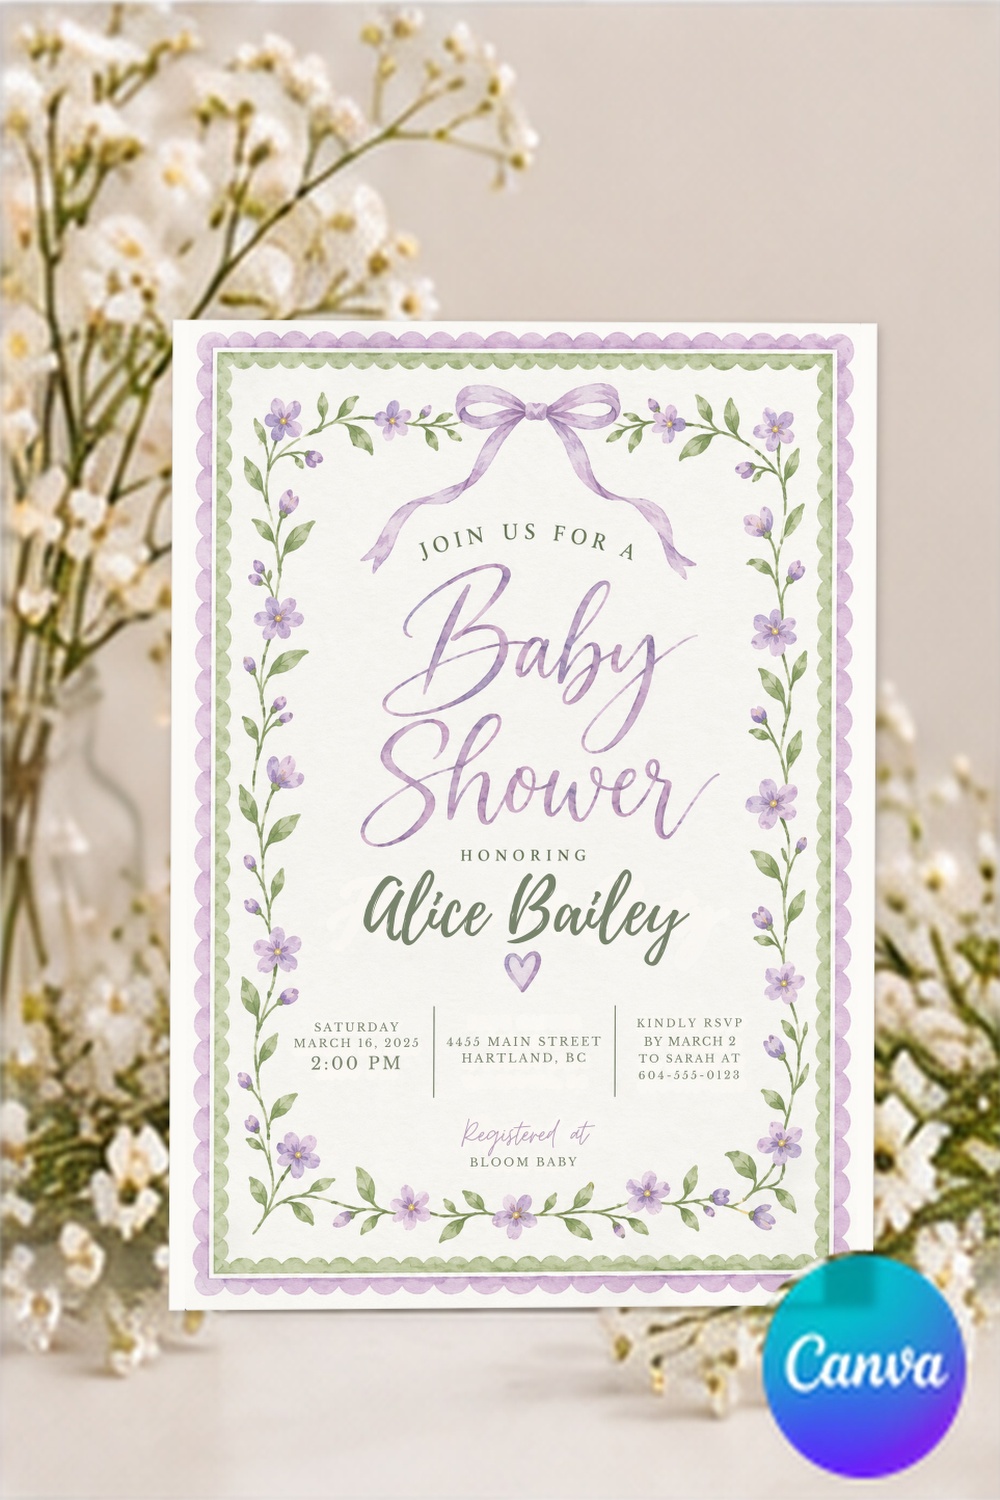 JOIN US FOR A
Baby
Shower
HONORING
Alice Bailey
SATURDAY
MARCH 16, 2025
2:00 PM
4455 MAIN STREET
HARTLAND, BC
KINDLY RSVP
BY MARCH 2
TO SARAH AT
604-555-0123
Registered at
BLOOM BABY
Canva